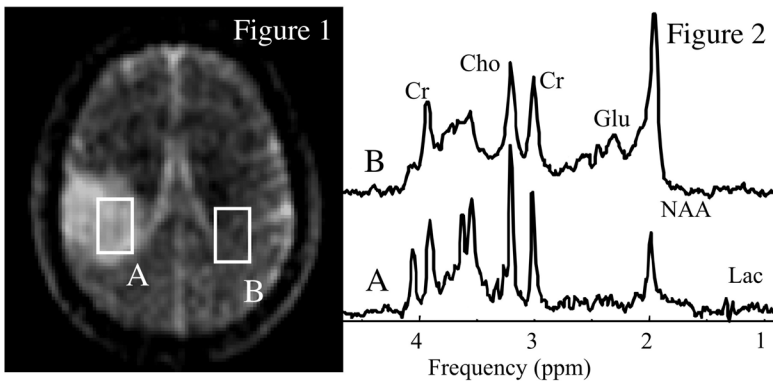 Figure 1
A
B
Figure 2
Cr
Cho
Cr
Glu
B
NAA
A
Lac
4 3 2 1
Frequency (ppm)